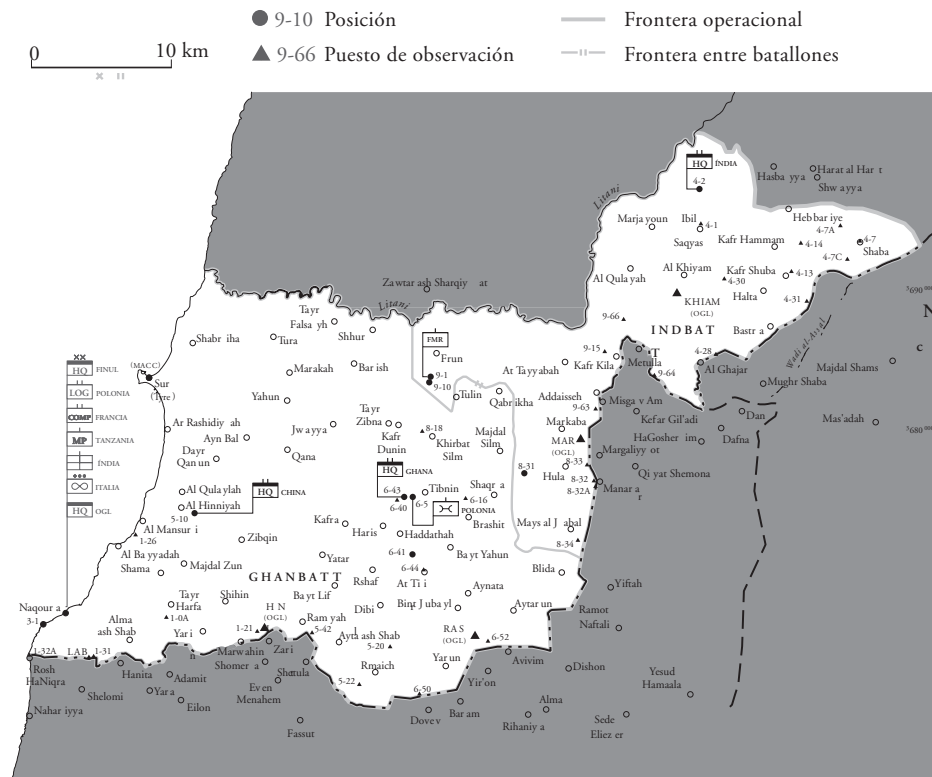 9-10 Posición
Frontera operacional
0 10 km
9-66 Puesto de observación
Frontera entre batallones
HQ ÍNDIA
4-2
Hasba yya
Harat al Har t
Shw ayya
Litani
Marja youn
Ibil
4-1
Saqyas
Heb bar iye
4-7A
Kafr Hammam
4-14
4-7
Shaba
4-7C
Al Qula yah
Al Khiyam
Kafr Shuba
4-13
4-30
Zawtar ash Sharqiy at
KHIAM
(OGL)
Halta
4-31
Litani
9-66
INDBAT
Bastr a
Wadi al-Assal
7690
N
Tayr
Falsa yh
Shhur
Shabr iha
Tura
FMR
Frun
9-15
Metulla
T
4-28
Al Ghajar
c
Majdal Shams
XX
HQ FINUL
(MACC)
Sur
(Tyre)
Marakah
Bar ish
9-1
9-10
At Tayyabah
Kafr Kila
9-64
Mughr Shaba
LOG POLONIA
Yahun
Tulin
Qabr ikha
Addaisseh
Misga v Am
9-63
COMP FRANCIA
Tayr
Zibna
Kefar Gil'adi
Dan
Mas'adah
MP TANZANIA
Ar Rashidiy ah
Ayn Bal
Jw ayya
Kafr
Dunin
8-18
Khirbat
Silm
Majdal
Silm
Markaba
MAR
(OGL)
HaGosher im
Dafna
7680
ÍNDIA
Dayr
Qan un
Qana
Margaliyy ot
ITALIA
HQ GHANA
8-31
Hula
8-33
Qi yat Shemona
r
8-32
8-32A
Manar a
HQ OGL
Al Qula ylah
Al Hinniyah
5-10
HQ CHINA
6-43
6-40
6-5
Tibnin
6-16
Shaqr a
POLONIA
Brashir
Al Mansur i
1-26
Kafra
Haris
Haddathah
Mays al J abal
8-34
Al Ba yyadah
Shama
Zibqin
Majdal Zun
Yatar
6-41
Ba yt Yahun
GHANBATT
Rshaf
6-44
At Ti i
Blida
Yiftah
Naqour a
3-1
Tayr
Harfa
Shihin
Ba yt Lif
Aynata
1-0A
H N
(OGL)
Dibi
l
Bint J uba yl
Aytar un
Ramot
Naftali
Alma
ash Shab
Yar i
n
1-21
Ram yah
5-42
Ayta ash Shab
5-20
RAS
(OGL)
6-52
1-32A
LAB
1-31
Marwahin
Zar i
Avivim
Rosh
HaNiqra
Hanita
Adamit
Shomer a
Shetula
Rmaich
Yar un
Yir'on
Dishon
Yesud
Hamaala
Shelomi
Yar a
Even
Menahem
5-22
6-50
Nahar iyya
Eilon
Fassut
Dove v
Bar am
Alma
Rihaniy a
Sede
Eliez er